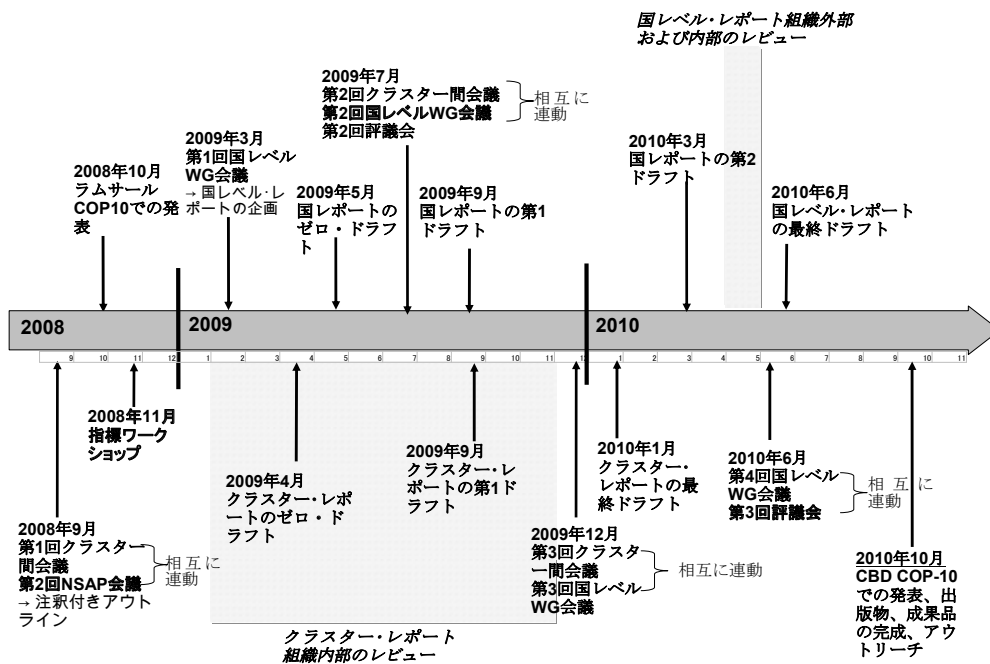 国レベル・レポート組織外部
および内部のレビュー
2009年7月
第2回クラスター間会議
第2回国レベルWG会議
第2回評議会
相互に
連動
2009年3月
第1回国レベル
WG会議
→ 国レベル・レ
ポートの企画
2008年10月
ラムサール
COP10での発
表
2009年5月
国レポートの
ゼロ・ドラフ
ト
2009年9月
国レポートの第1
ドラフト
2010年3月
国レポートの第2
ドラフト
2010年6月
国レベル・レポート
の最終ドラフト
2008
2009
2010
9 10 11 12 1 2 3 4 5 6 7 8 9 10 11 12 1 2 3 4 5 6 7 8 9 10 11
2008年11月
指標ワーク
ショップ
2009年4月
クラスター・レポ
ートのゼロ・ド
ラフト
2009年9月
クラスター・レ
ポートの第1ド
ラフト
2010年1月
クラスター・
レポートの最
終ドラフト
2010年6月
第4回国レベル
WG会議
第3回評議会
相互に
連動
2008年9月
第1回クラスター
間会議
第2回NSAP会議
→ 注釈付きアウト
ライン
相互に
連動
2009年12月
第3回クラスタ
ー間会議
第3回国レベル
WG会議
相互に連動
2010年10月
CBD COP-10
での発表、出
版物、成果品
の完成、アウ
トリーチ
クラスター・レポート
組織内部のレビュー